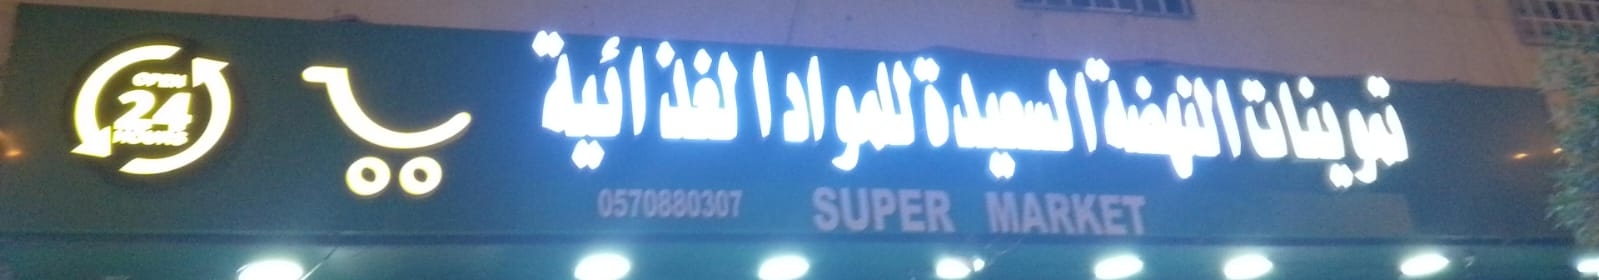 تموينات النهضة السعيدة للمواد الغذائية
OPEN
24
HOURS
0570880307
SUPER MARKET